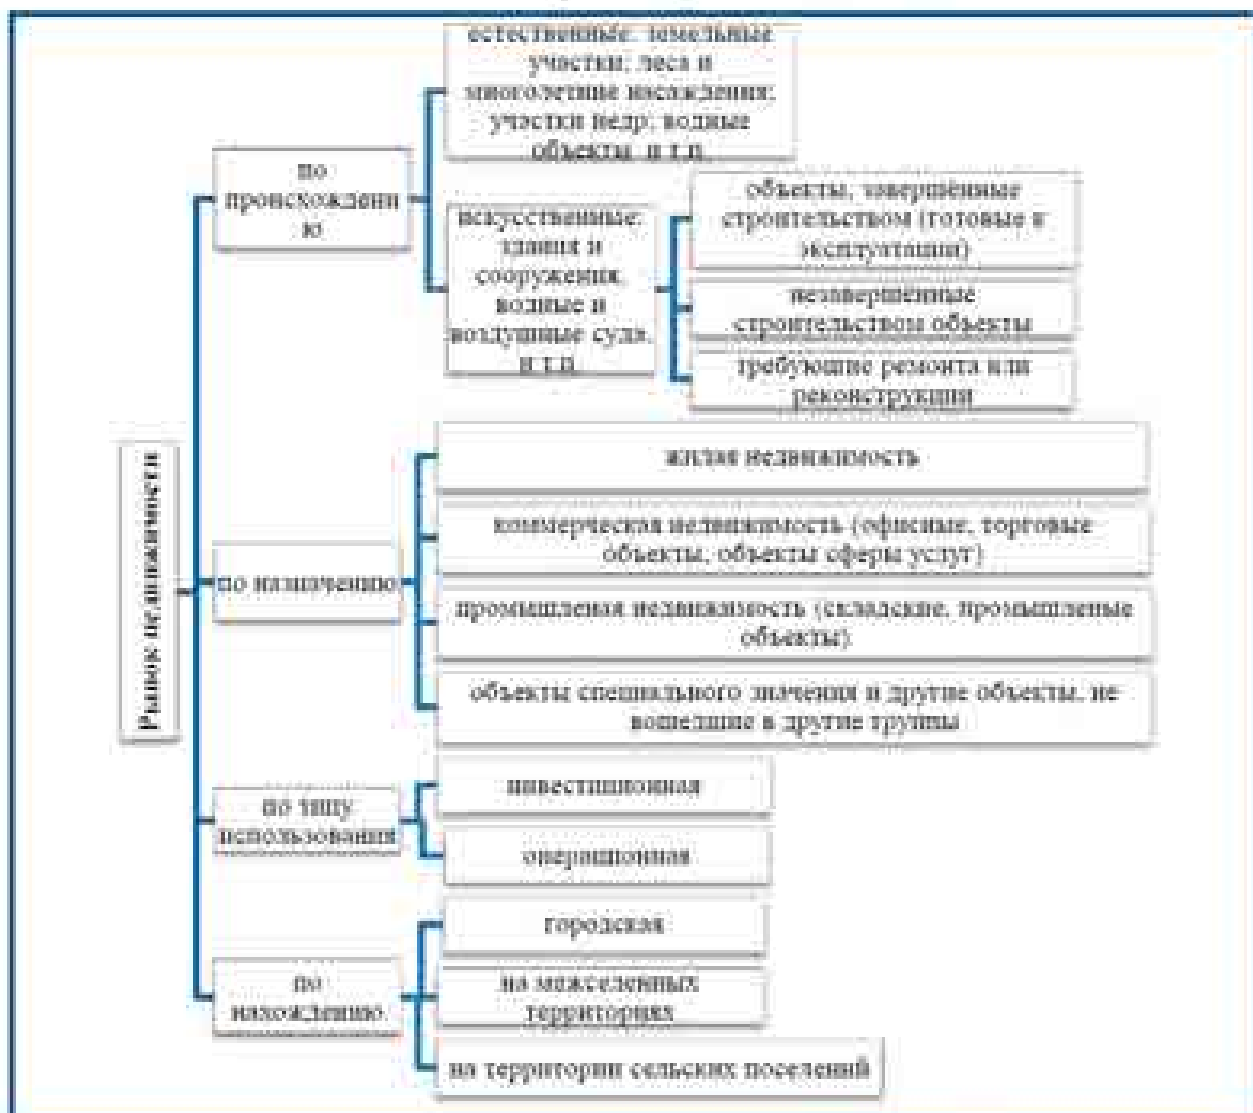 естественные: земельные
участки, леса и
многолетние насаждения;
участки недр, водные
объекты и т.п.
по
происхождени
ю
искусственные:
здания и
сооружения,
водные и
воздушные суда,
и т.п.
объекты, завершённые
строительством (готовые к
эксплуатации)
незавершённые
строительством объекты
требующие ремонта или
реконструкции
Рынок недвижимости
по назначению
жилая недвижимость
коммерческая недвижимость (офисные, торговые
объекты, объекты сферы услуг)
промышленая недвижимость (складские, промышленые
объекты)
объекты специального значения и другие объекты, не
вошедшие в другие группы
по типу
использования
инвестиционная
операционная
по
нахождению
городская
на межселенных
территориях
на территории сельских поселений